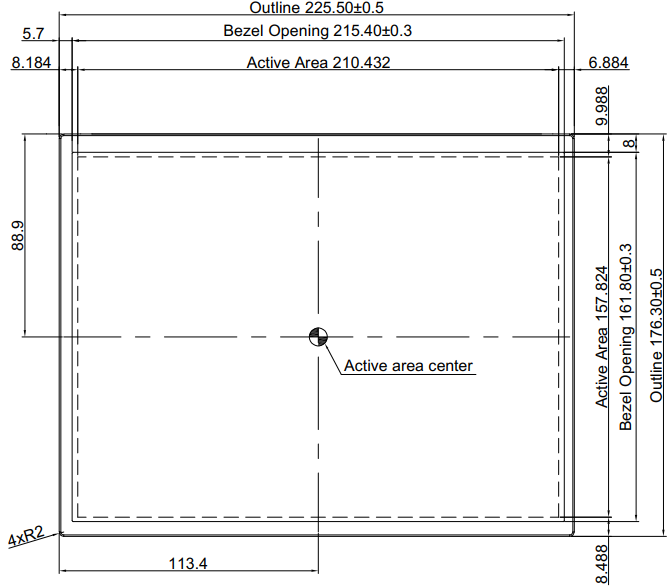 Outline 225.50±0.5
5.7
Bezel Opening 215.40±0.3
8.184
Active Area 210.432
6.884
9.988
8
88.9
Active Area 157.824
Bezel Opening 161.80±0.3
Outline 176.30±0.5
Active area center
4xR2
113.4
8.488